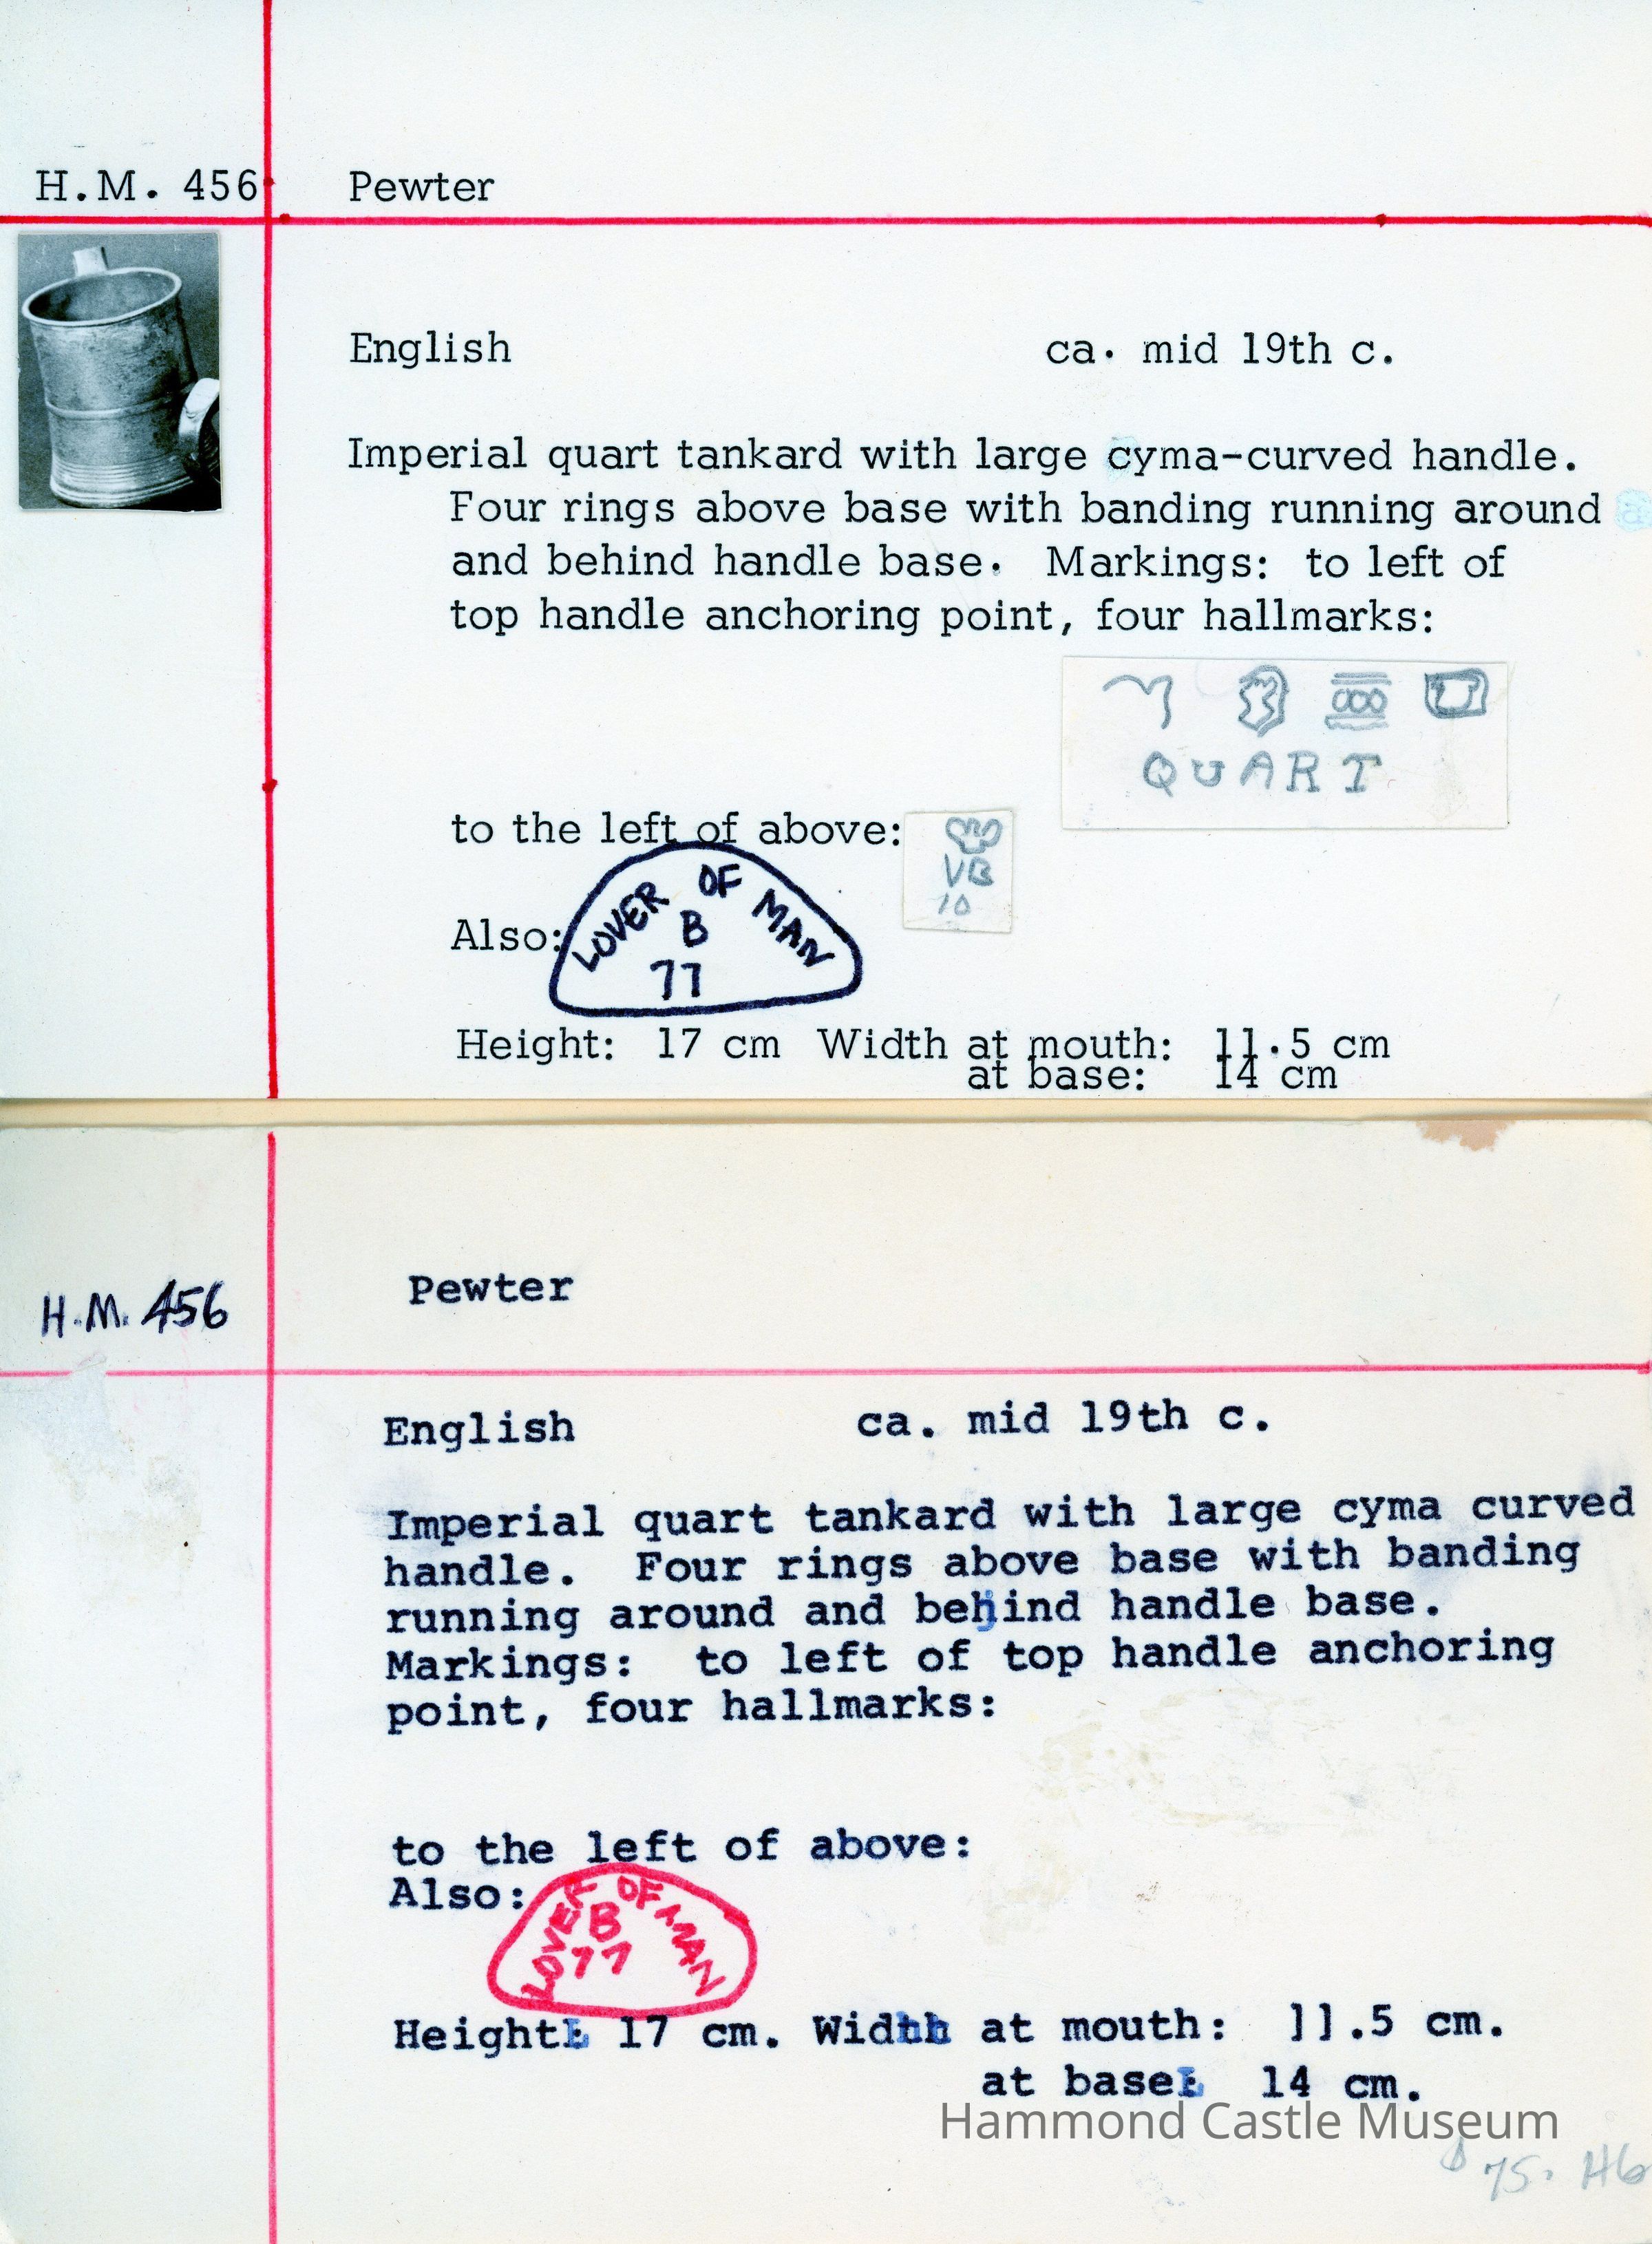 H.M. 456
Pewter
English ca. mid 19th c.
Imperial quart tankard with large cyma-curved handle.
Four rings above base with banding running around
and behind handle base. Markings: to left of
top handle anchoring point, four hallmarks:
QUART
to the left of above:
VB
10
Also:
LOVER OF MAN
B
77
Height: 17 cm Width at mouth: 11.5 cm
at base: 14 cm
H.M. 456
Pewter
English ca. mid 19th c.
Imperial quart tankard with large cyma curved
handle. Four rings above base with banding
running around and behind handle base.
Markings: to left of top handle anchoring
point, four hallmarks:
to the left of above:
Also:
LOVER OF MAN
B
77
Height: 17 cm. Width at mouth: 11.5 cm.
at base: 14 cm.
Hammond Castle Museum
$75. H6